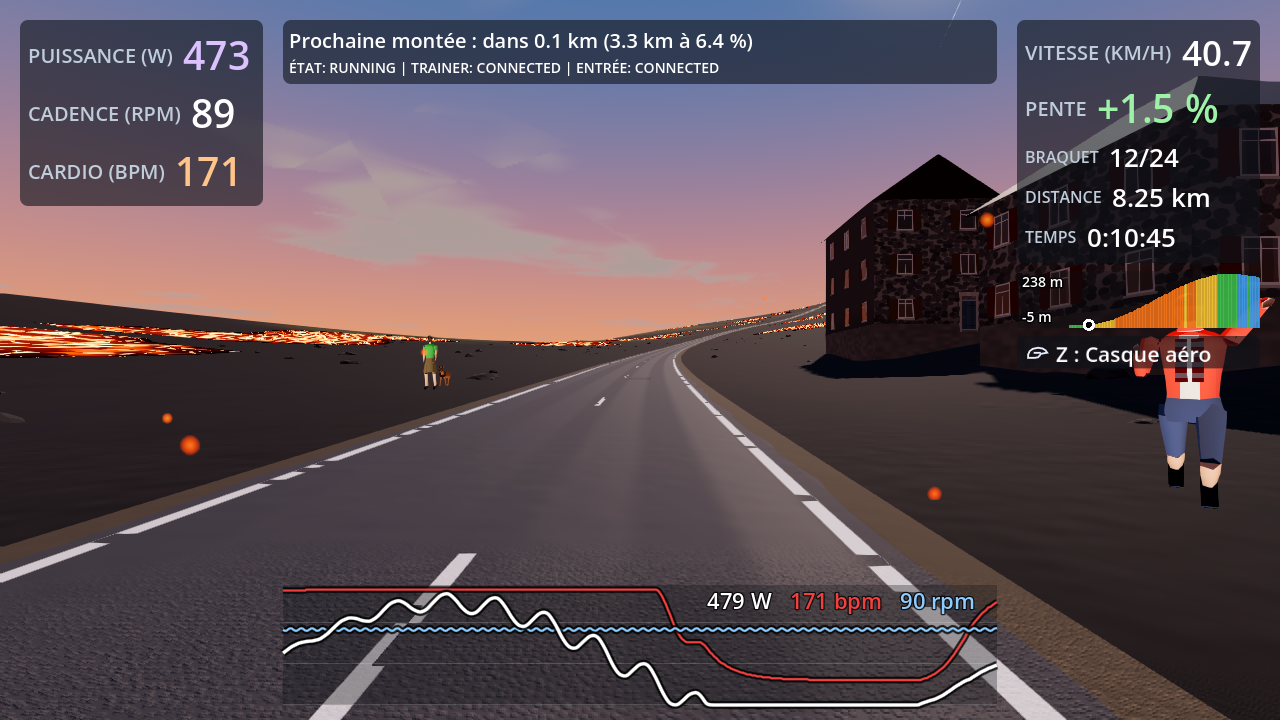 PUISSANCE (W) 473
CADENCE (RPM) 89
CARDIO (BPM) 171
Prochaine montée : dans 0.1 km (3.3 km à 6.4 %)
ÉTAT: RUNNING | TRAINER: CONNECTED | ENTRÉE: CONNECTED
VITESSE (KM/H) 40.7
PENTE +1.5 %
BRAQUET 12/24
DISTANCE 8.25 km
TEMPS 0:10:45
238 m
-5 m
Z : Casque aéro
479 W 171 bpm 90 rpm